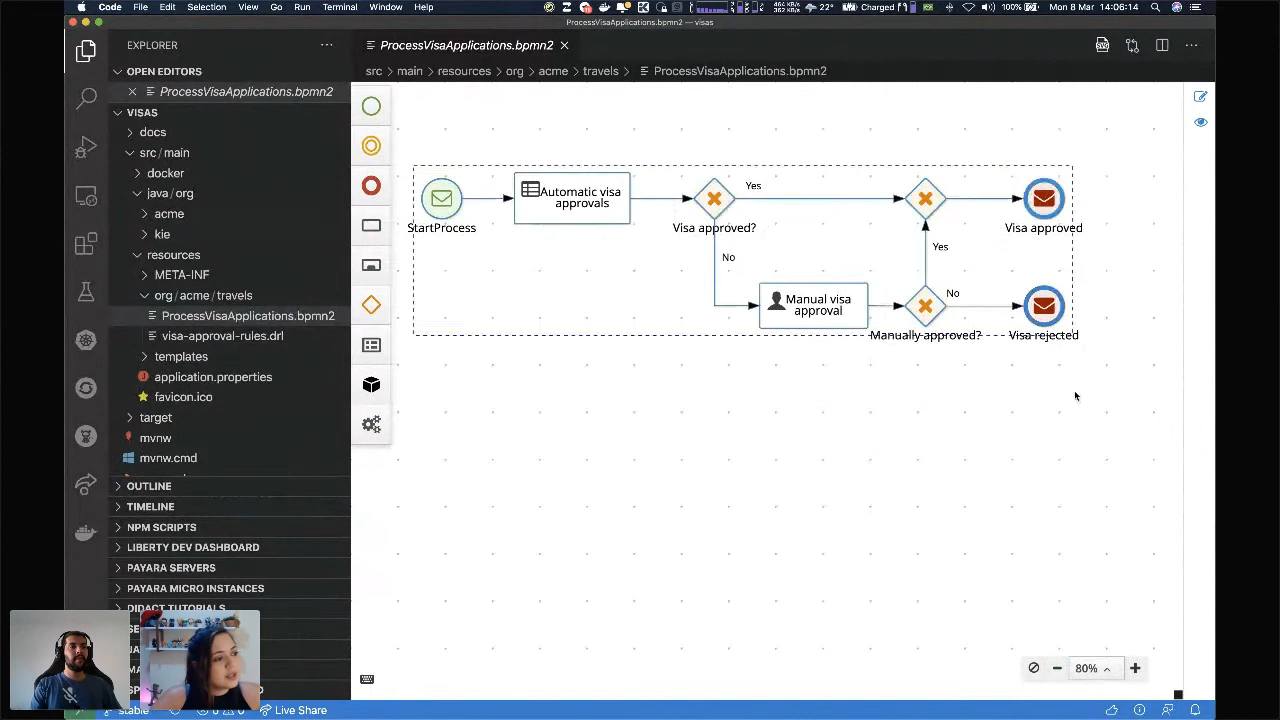 Code File Edit Selection View Go Run Terminal Window Help
22° Charged 100% Mon 8 Mar 14:06:14
ProcessVisaApplications.bpmn2 — visas
EXPLORER
ProcessVisaApplications.bpmn2
src > main > resources > org > acme > travels > ProcessVisaApplications.bpmn2
OPEN EDITORS
ProcessVisaApplications.bpmn2
VISAS
docs
src/main
docker
java/org
acme
kie
resources
META-INF
org/acme/travels
ProcessVisaApplications.bpmn2
visa-approval-rules.drl
templates
application.properties
favicon.ico
target
mvnw
mvnw.cmd
OUTLINE
TIMELINE
NPM SCRIPTS
LIBERTY DEV DASHBOARD
PAYARA SERVERS
PAYARA MICRO INSTANCES
DIDACT TUTORIALS
StartProcess
Automatic visa
approvals
Visa approved?
Yes
No
Manual visa
approval
Manually approved?
Yes
No
Visa approved
Visa rejected
80%
stable
Live Share